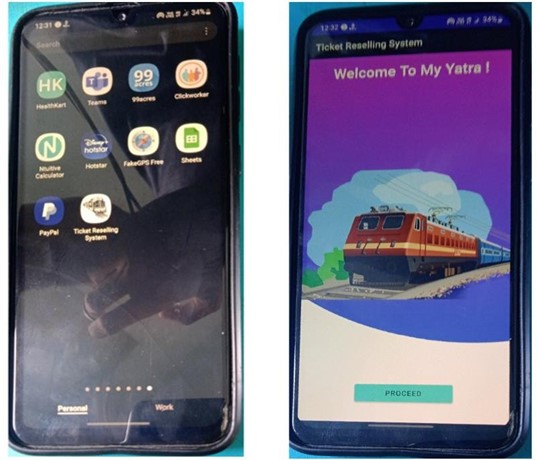 12:31
34%
Search
HK
99
acres
Disney+
hotstar
N
HealthKart
Teams
99acres
Clickworker
Ntuitive
Calculator
Hotstar
FakeGPS Free
Sheets
PayPal
Ticket Reselling
System
Personal
Work
12:32
34%
Ticket Reselling System
Welcome To My Yatra !
PROCEED